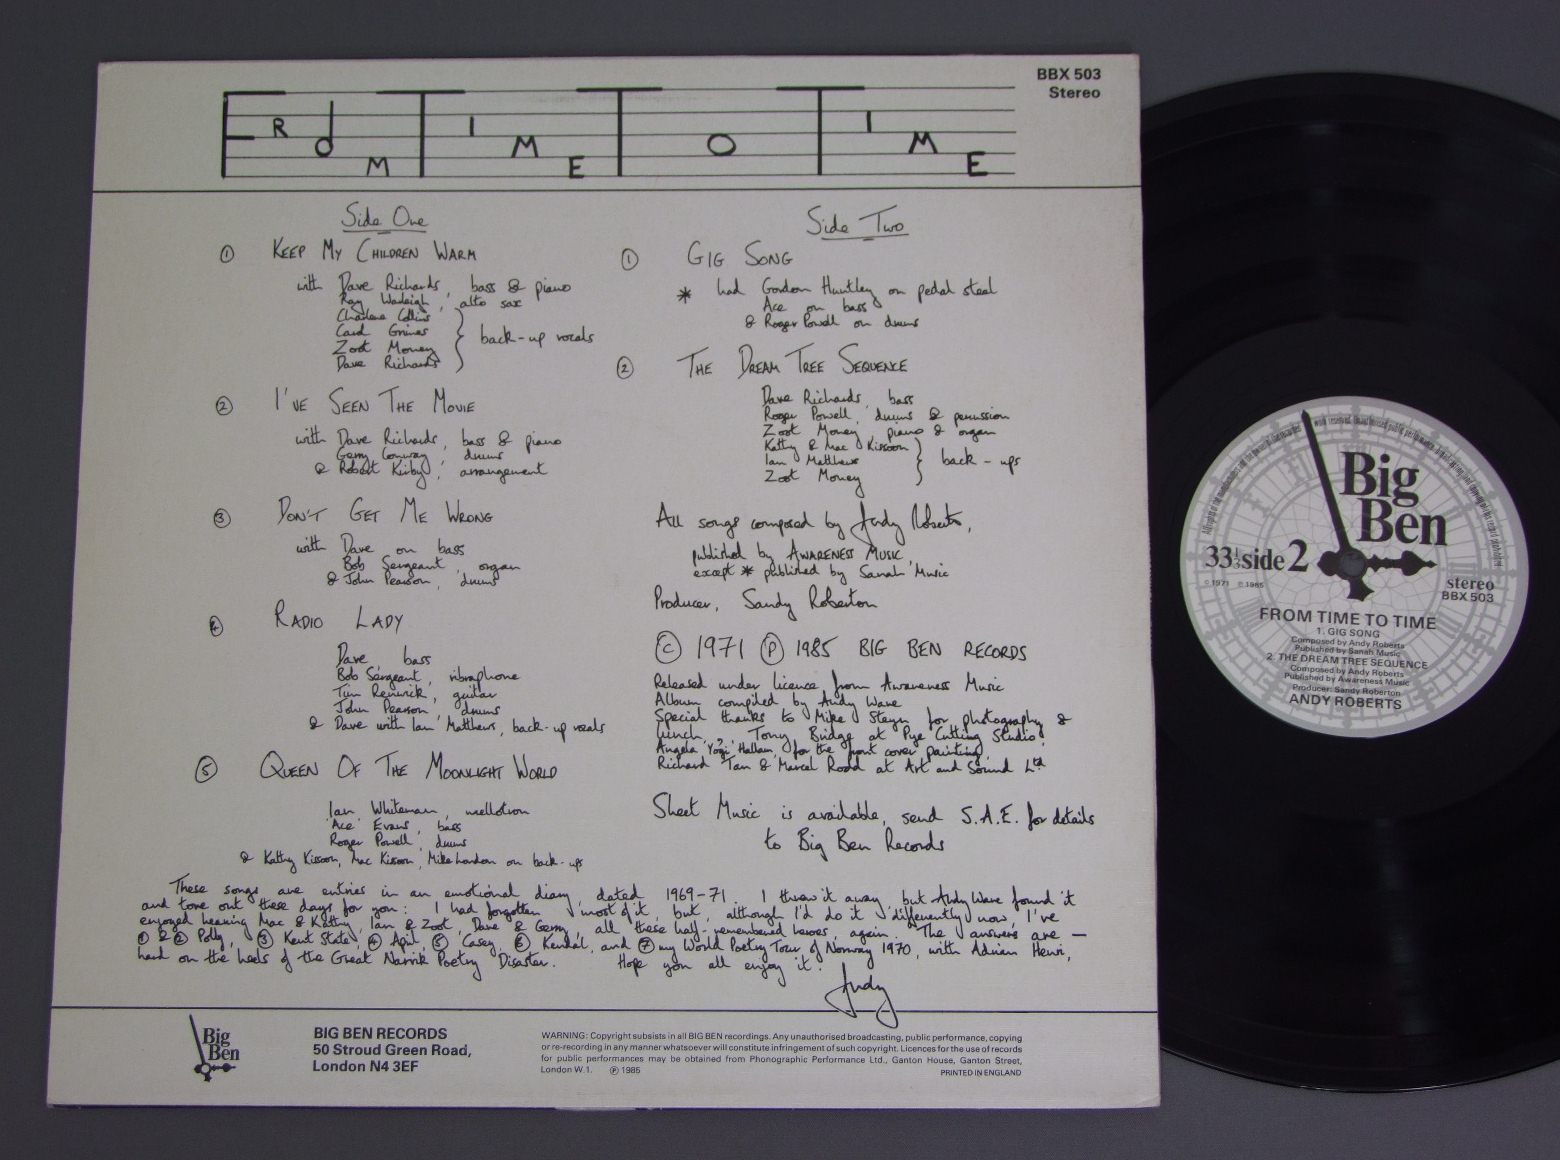 BBX 503
Stereo
FROM TIME TO TIME
Side One
① KEEP MY CHILDREN WARM
with Dave Richards, bass & piano
Ray Warleigh, alto sax
Charlene Collins
Carol Grimes
Zoot Money
Dave Richards
back-up vocals
② I'VE SEEN THE MOVIE
with Dave Richards, bass & piano
Gerry Conway, drums
& Robert Kirby, arrangement
③ DON'T GET ME WRONG
with Dave on bass
Bob Sergeant, organ
& John Pearson, drums
4 RADIO LADY
Dave, bass
Bob Sergeant, vibraphone
Tim Renwick, guitar
John Pearson, drums
& Dave with Ian Matthews, back-up vocals
⑤ QUEEN OF THE MOONLIGHT WORLD
Ian Whiteman, mellotron
'Ace' Evans, bass
Roger Powell, drums
& Kathy Kissoon, Mac Kissoon, Mike London on back-ups
Side Two
① GIG SONG
* had Gordon Huntley on pedal steel
Ace on bass
& Roger Powell on drums
② THE DREAM TREE SEQUENCE
Dave Richards, bass
Roger Powell, drums & percussion
Zoot Money, piano & organ
Kathy & Mac Kissoon
Ian Matthews
Zoot Money
back-ups
All songs composed by Andy Roberts,
published by AWARENESS MUSIC,
except * published by Sanah Music
Producer, Sandy Roberton
© 1971 ℗ 1985 BIG BEN RECORDS
Released under licence from Awareness Music
Album compiled by Andy Ware
Special thanks to Mike Steyn for photography &
lunch, Tony Bridge at Pye Cutting Studio,
Angela 'Yogi' Hallam, for the front cover painting,
Richard Tan & Marcel Rodd at Art and Sound Ltd
Sheet Music is available, send S.A.E. for details
to Big Ben Records
These songs are entries in an emotional diary, dated 1969-71. I threw it away, but Andy Ware found it
and tore out these days for you. I had forgotten most of it, but, although I'd do it differently now, I've
enjoyed hearing Mac & Kathy, Ian & Zoot, Dave & Gerry, all these half-remembered heroes, again. The answers are —
① & ② Polly, ③ Kent State, ④ April, ⑤ Casey, ⑥ Kendal, and ⑦ my World Poetry Tour of Norway 1970, with Adrian Henri,
hard on the heels of the Great Narvik Poetry Disaster. Hope you all enjoy it.
Andy
Big
Ben
BIG BEN RECORDS
50 Stroud Green Road,
London N4 3EF
WARNING: Copyright subsists in all BIG BEN recordings. Any unauthorised broadcasting, public performance, copying
or re-recording in any manner whatsoever will constitute infringement of such copyright. Licences for the use of records
for public performances may be obtained from Phonographic Performance Ltd., Ganton House, Ganton Street,
London W.1. ℗ 1985
PRINTED IN ENGLAND
Big
Ben
33⅓ side 2
© 1971 ℗ 1985
stereo
BBX 503
FROM TIME TO TIME
1. GIG SONG
Composed by Andy Roberts
Published by Sanah Music
2. THE DREAM TREE SEQUENCE
Composed by Andy Roberts
Published by Awareness Music
Producer: Sandy Roberton
ANDY ROBERTS